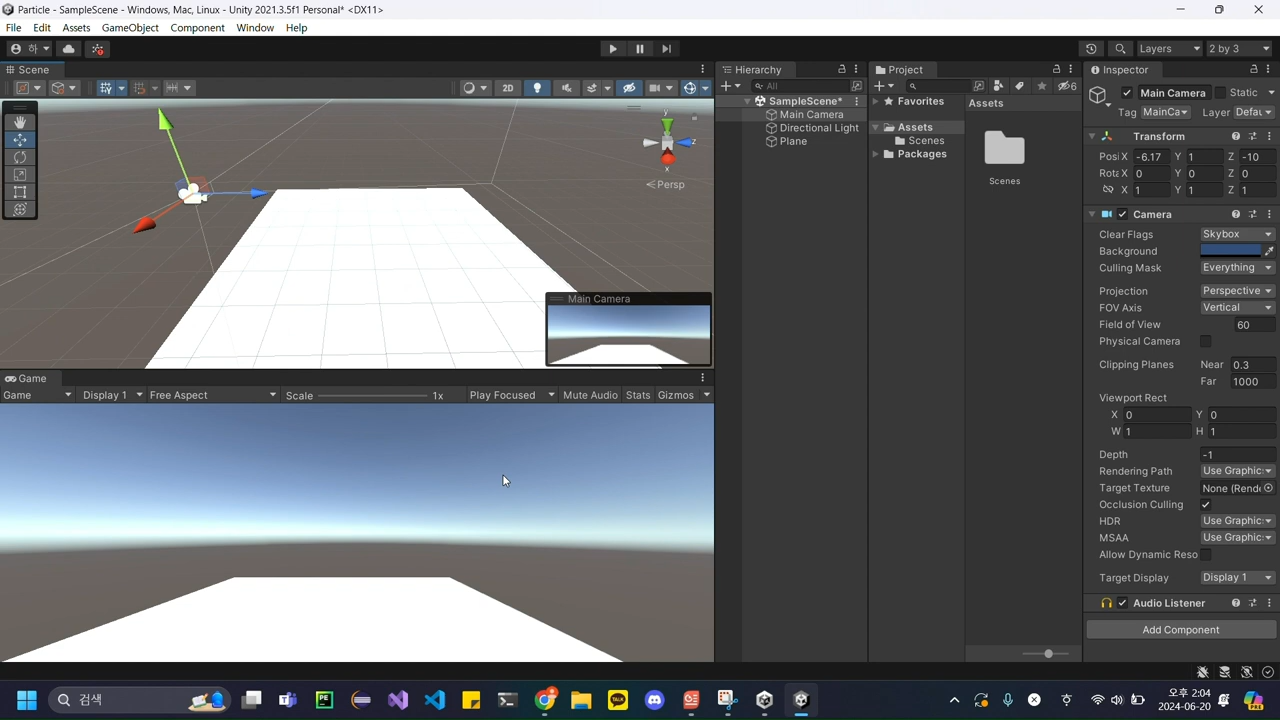 Particle - SampleScene - Windows, Mac, Linux - Unity 2021.3.5f1 Personal* <DX11>
File Edit Assets GameObject Component Window Help
하 Layers 2 by 3
Scene
2D
Persp
y
z
x
Main Camera
Game
Game Display 1 Free Aspect Scale 1x Play Focused Mute Audio Stats Gizmos
Hierarchy
All
SampleScene*
Main Camera
Directional Light
Plane
Project
6
Favorites
Assets
Scenes
Packages
Assets
Scenes
Inspector
Main Camera Static
Tag MainCa Layer Defau
Transform
Posi X -6.17 Y 1 Z -10
Rota X 0 Y 0 Z 0
X 1 Y 1 Z 1
Camera
Clear Flags Skybox
Background
Culling Mask Everything
Projection Perspective
FOV Axis Vertical
Field of View 60
Physical Camera
Clipping Planes Near 0.3
Far 1000
Viewport Rect
X 0 Y 0
W 1 H 1
Depth -1
Rendering Path Use Graphic:
Target Texture None (Rende
Occlusion Culling
HDR Use Graphic:
MSAA Use Graphic:
Allow Dynamic Reso
Target Display Display 1
Audio Listener
Add Component
검색
PC
TALK
오후 2:04
2024-06-20